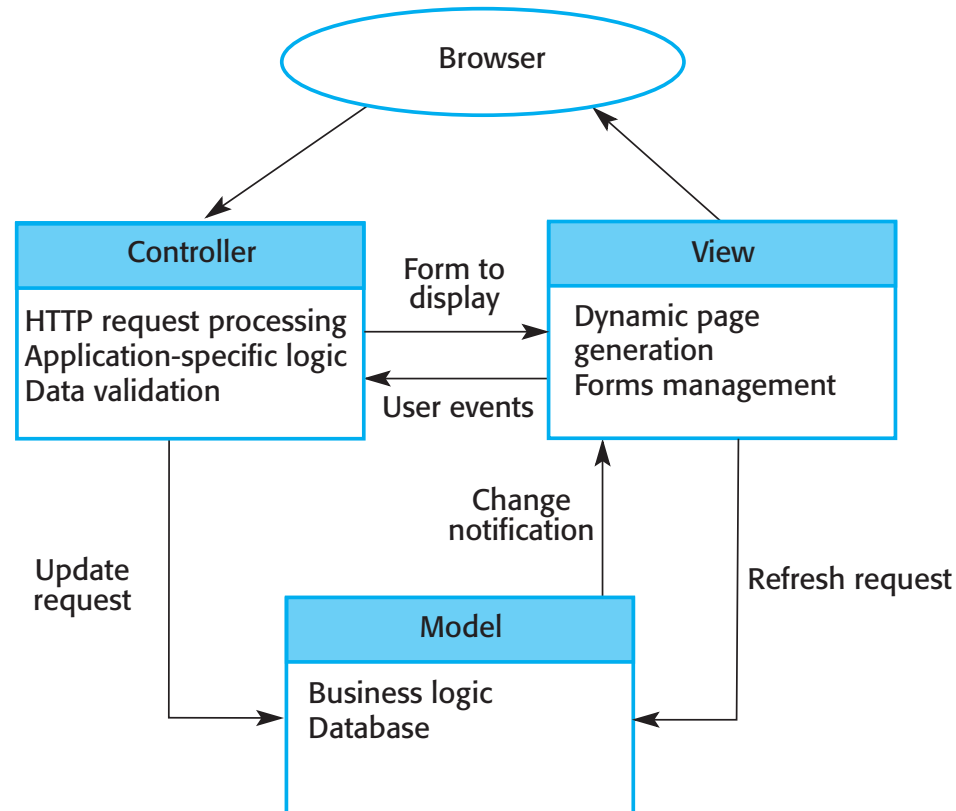 Browser
Controller
HTTP request processing
Application-specific logic
Data validation
Form to
display
User events
View
Dynamic page
generation
Forms management
Update
request
Change
notification
Refresh request
Model
Business logic
Database